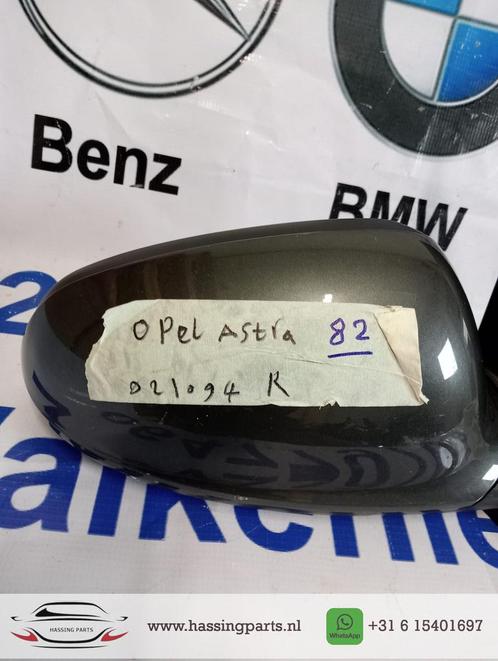 Benz
BMW
Opel Astra 82
021094 R
HASSING PARTS
www.hassingparts.nl
WhatsApp
+31 6 15401697